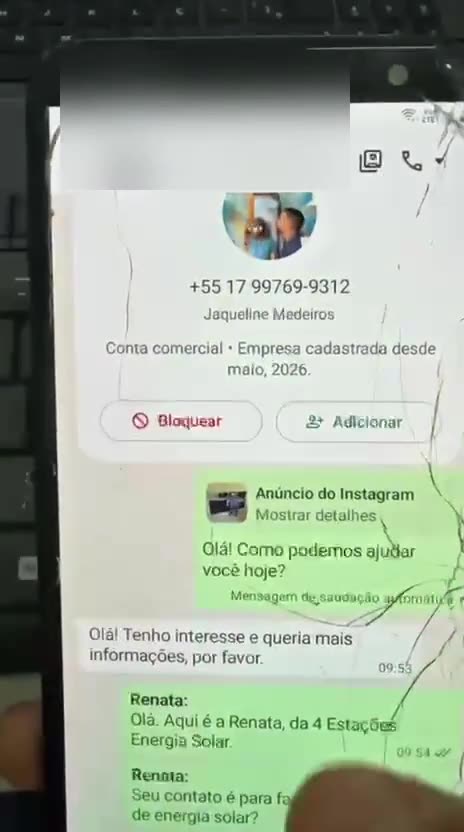 +55 17 99769-9312
Jaqueline Medeiros
Conta comercial • Empresa cadastrada desde
maio, 2026.
Bloquear
Adicionar
Anúncio do Instagram
Mostrar detalhes
Olá! Como podemos ajudar
você hoje?
Mensagem de saudação automática
Olá! Tenho interesse e queria mais
informações, por favor.
09:53
Renata:
Olá. Aqui é a Renata, da 4 Estações
Energia Solar.
09:54
Renata:
Seu contato é para fa
de energia solar?